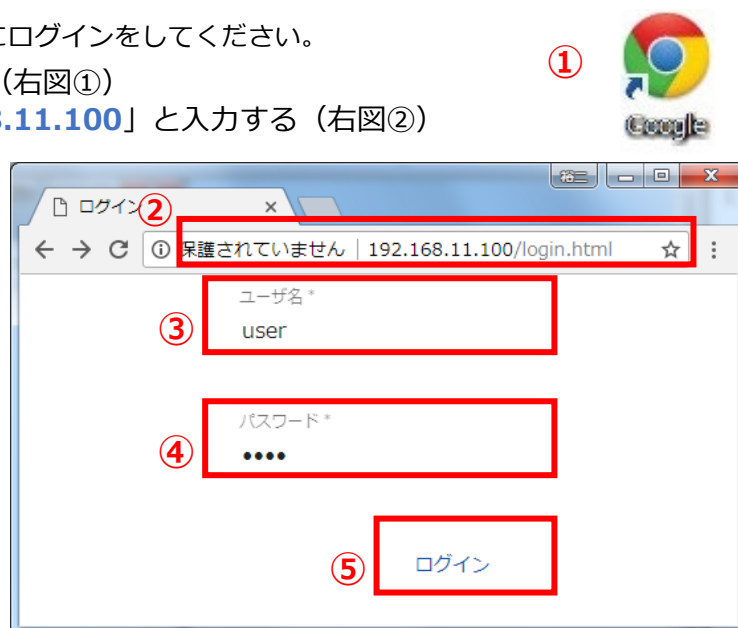 にログインをしてください。
（右図①）
.11.100」と入力する（右図②）
①
Google
裕二
ログイン
②
保護されていません | 192.168.11.100/login.html
ユーザ名 *
③
user
パスワード *
④
••••
⑤
ログイン